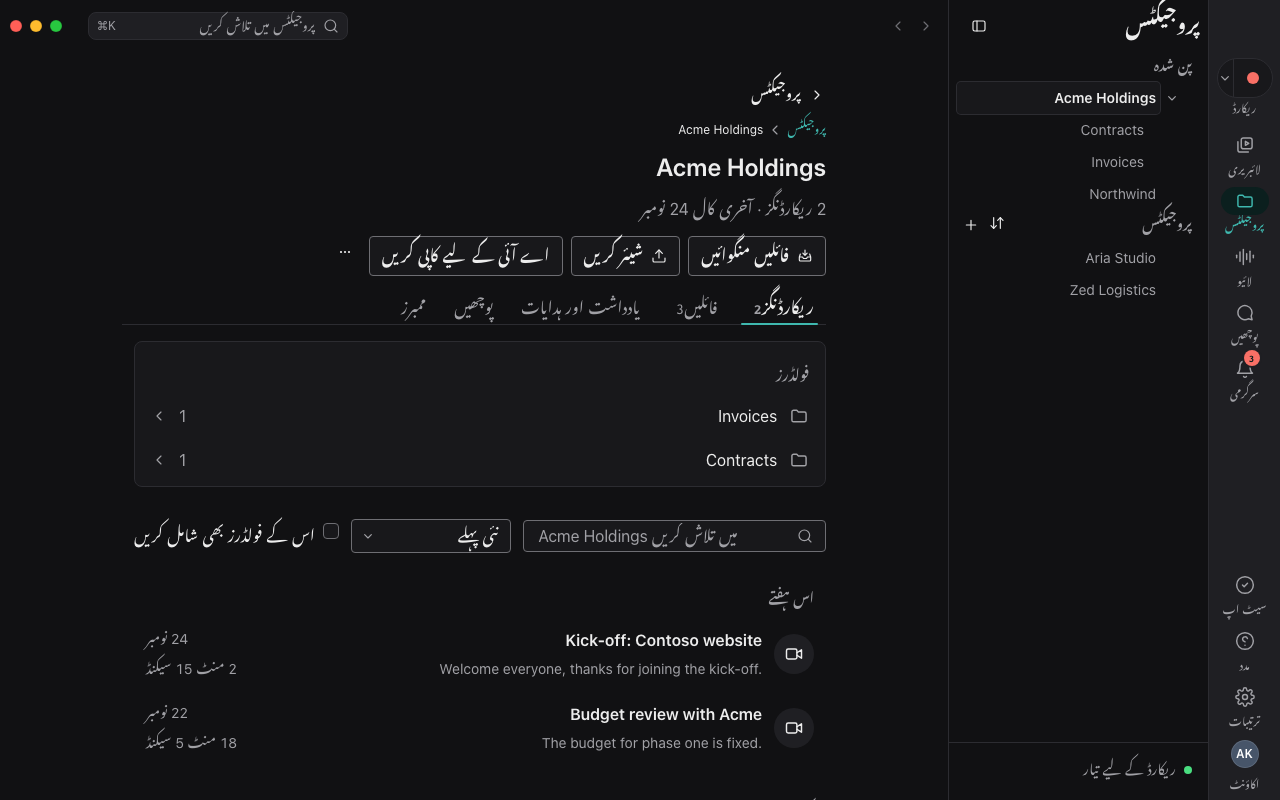 پروجیکٹس میں تلاش کریں
⌘K
ریکارڈ
لائبریری
پروجیکٹس
لائیو
پوچھیں
3
سرگرمی
سیٹ اپ
مدد
ترتیبات
AK
اکاؤنٹ
پروجیکٹس
پن شدہ
Acme Holdings
Contracts
Invoices
Northwind
پروجیکٹس
Aria Studio
Zed Logistics
ریکارڈ کے لیے تیار
پروجیکٹس
پروجیکٹس Acme Holdings
Acme Holdings
2 ریکارڈنگز · آخری کال 24 نومبر
فائلیں منگوائیں
شیئر کریں
اے آئی کے لیے کاپی کریں
...
ریکارڈنگز 2
فائلیں 3
یادداشت اور ہدایات
پوچھیں
ممبرز
فولڈرز
Invoices 1
Contracts 1
Acme Holdings میں تلاش کریں
نئی پہلے
اس کے فولڈرز بھی شامل کریں
اس ہفتے
Kick-off: Contoso website
24 نومبر
Welcome everyone, thanks for joining the kick-off.
2 منٹ 15 سیکنڈ
Budget review with Acme
22 نومبر
The budget for phase one is fixed.
18 منٹ 5 سیکنڈ